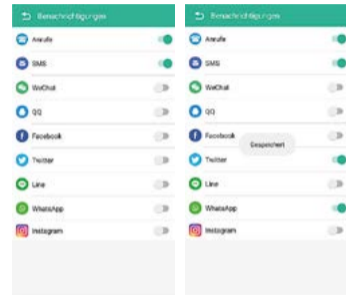 Benachrichtigungen
Anrufe
SMS
WeChat
QQ
Facebook
Twitter
Line
WhatsApp
Instagram
Benachrichtigungen
Anrufe
SMS
WeChat
QQ
Facebook
Gespeichert
Twitter
Line
WhatsApp
Instagram